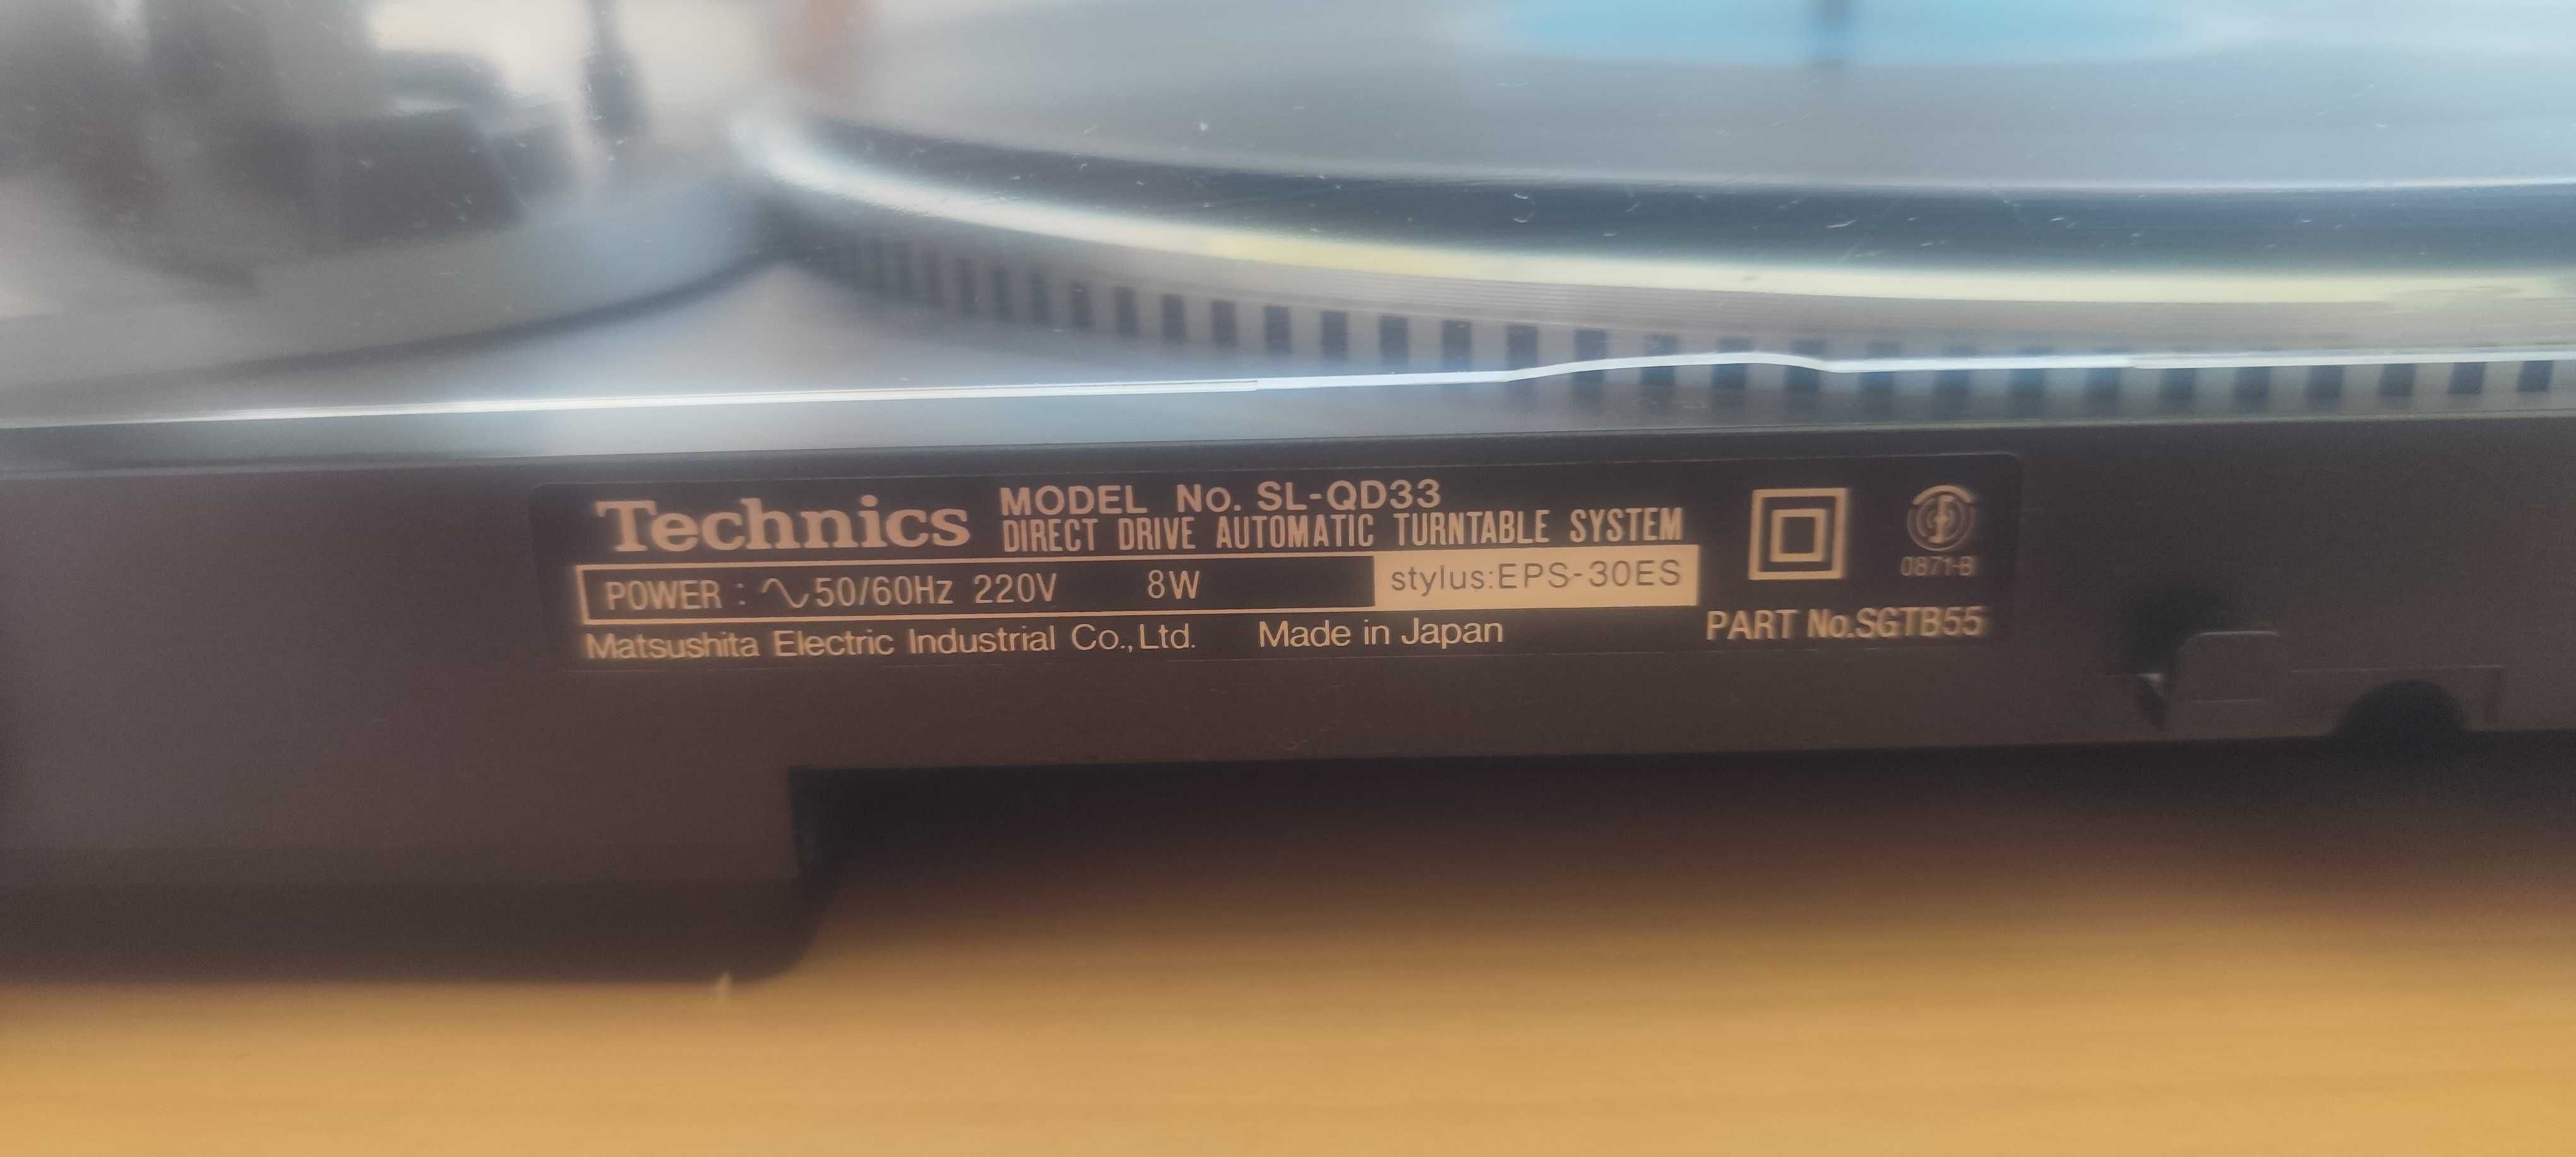 Technics MODEL No. SL-QD33
DIRECT DRIVE AUTOMATIC TURNTABLE SYSTEM
POWER : ∿50/60Hz 220V 8W stylus:EPS-30ES
Matsushita Electric Industrial Co.,Ltd. Made in Japan
0871-B
PART No.SGTB55